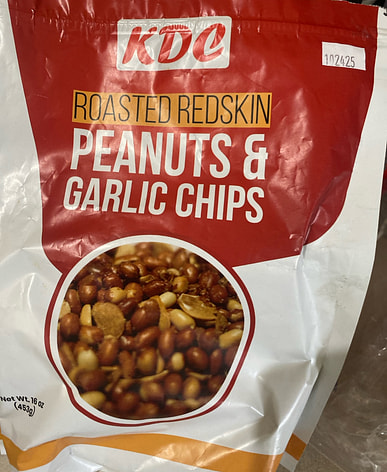 KDC
102425
ROASTED REDSKIN
PEANUTS &
GARLIC CHIPS
Net Wt. 16 oz
(453g)